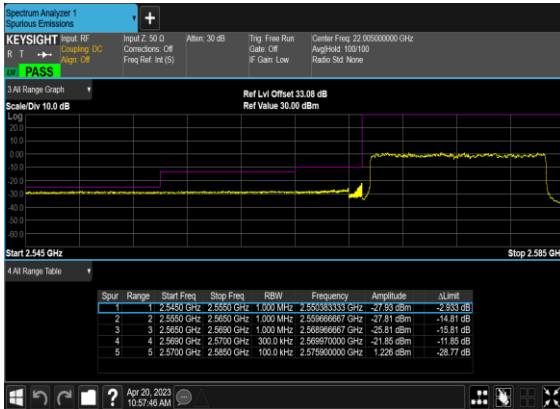 Spectrum Analyzer 1
Spurious Emissions
KEYSIGHT Input: RF Input Z: 50 Ω Atten: 30 dB Trig: Free Run Center Freq: 22.005000000 GHz
R T Coupling: DC Corrections: Off Gate: Off Avg|Hold: 100/100
Align: Off Freq Ref: Int (S) IF Gain: Low Radio Std: None
PASS
3 All Range Graph
Ref Lvl Offset 33.08 dB
Scale/Div 10.0 dB Ref Value 30.00 dBm
Log
20.0
10.0
0.00
-10.0
-20.0
-30.0
-40.0
-50.0
-60.0
Start 2.545 GHz Stop 2.585 GH
4 All Range Table
Spur Range Start Freq Stop Freq RBW Frequency Amplitude ΔLimit
1 1 2.5450 GHz 2.5550 GHz 1.000 MHz 2.550383333 GHz -27.93 dBm -2.933 dB
2 2 2.5550 GHz 2.5650 GHz 1.000 MHz 2.559666667 GHz -27.81 dBm -14.81 dB
3 3 2.5650 GHz 2.5690 GHz 1.000 MHz 2.568966667 GHz -25.81 dBm -15.81 dB
4 4 2.5690 GHz 2.5700 GHz 300.0 kHz 2.569970000 GHz -21.85 dBm -11.85 dB
5 5 2.5700 GHz 2.5850 GHz 100.0 kHz 2.575900000 GHz 1.226 dBm -28.77 dB
? Apr 20, 2023
10:57:46 AM